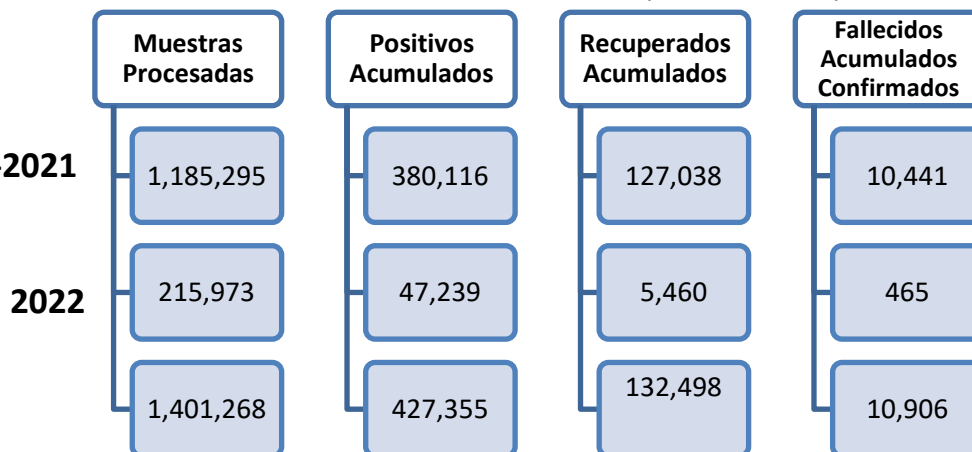 Muestras
Procesadas
Positivos
Acumulados
Recuperados
Acumulados
Fallecidos
Acumulados
Confirmados
-2021
1,185,295
380,116
127,038
10,441
2022
215,973
47,239
5,460
465
1,401,268
427,355
132,498
10,906